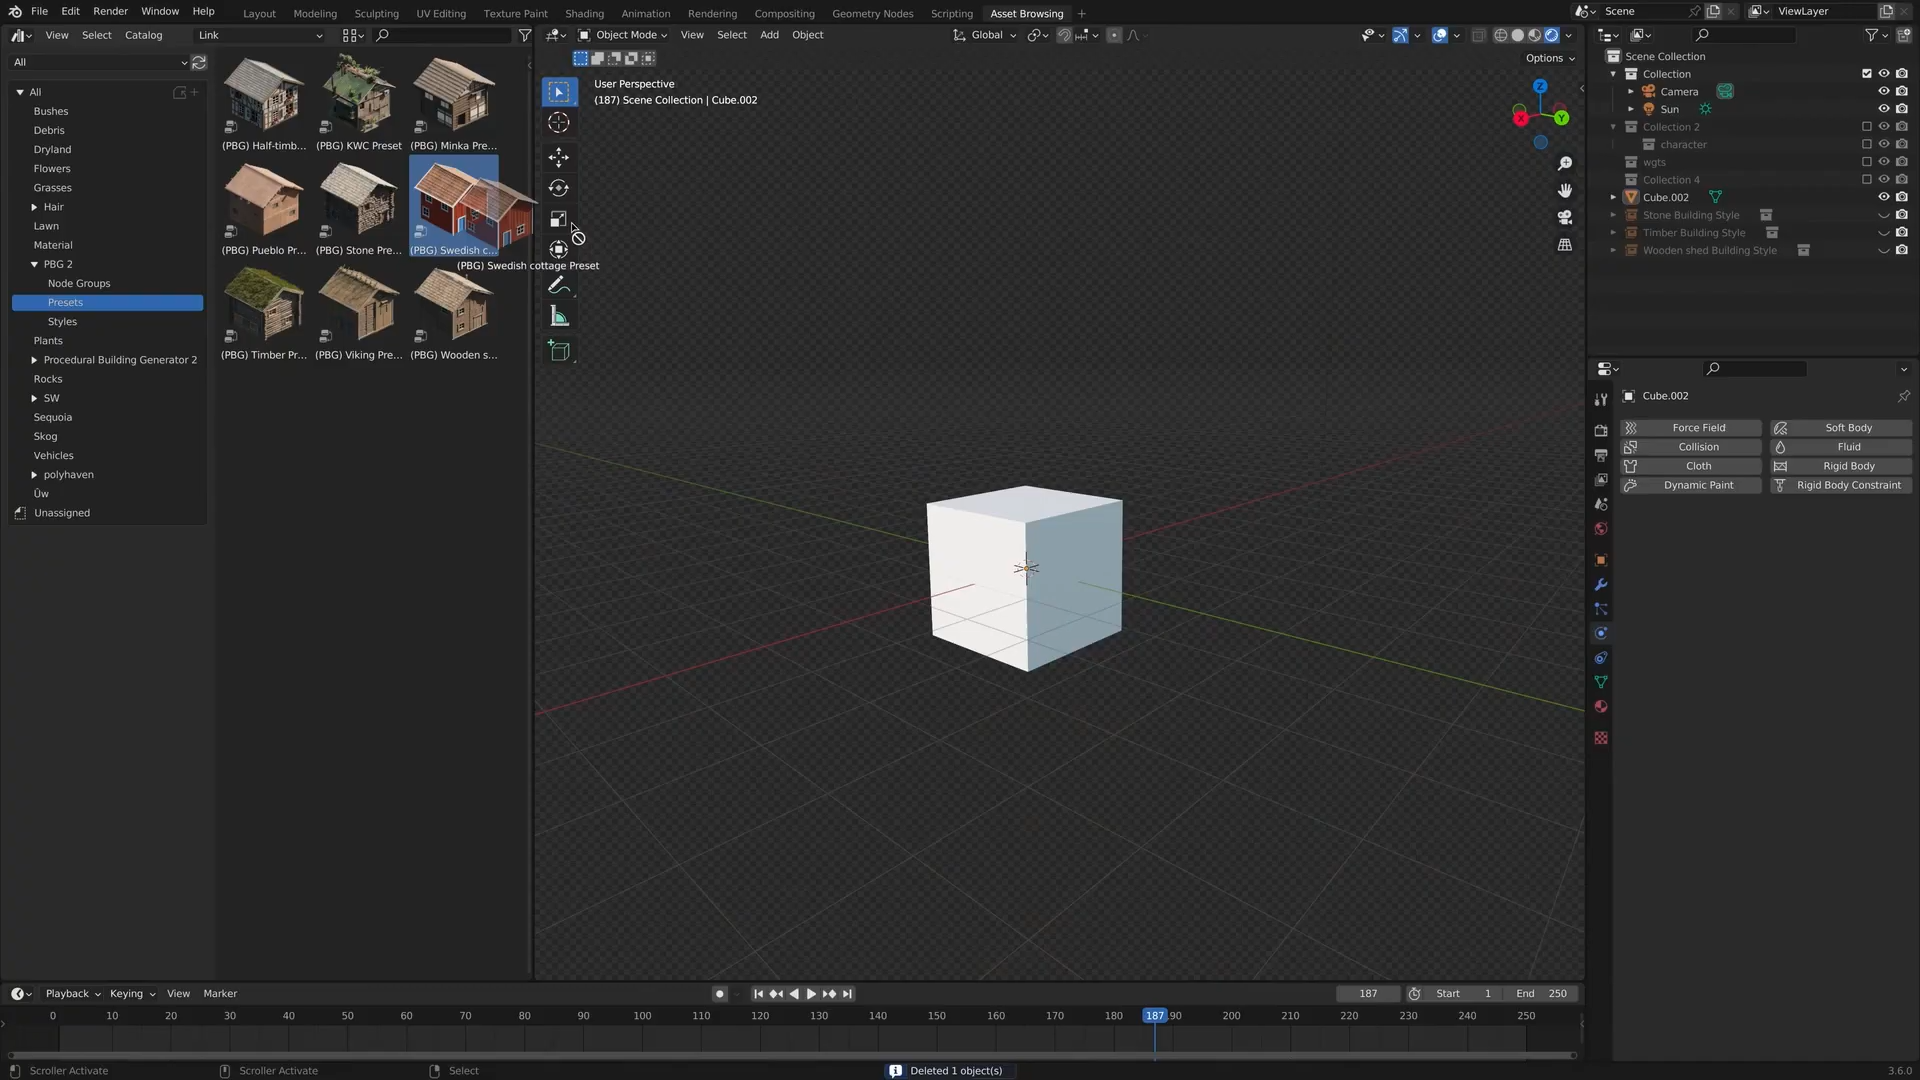 File Edit Render Window Help
Layout Modeling Sculpting UV Editing Texture Paint Shading Animation Rendering Compositing Geometry Nodes Scripting Asset Browsing +
Scene
ViewLayer
View Select Catalog
Link
Object Mode View Select Add Object
Global
Options
All
All
Bushes
Debris
Dryland
Flowers
Grasses
Hair
Lawn
Material
PBG 2
Node Groups
Presets
Styles
Plants
Procedural Building Generator 2
Rocks
SW
Sequoia
Skog
Vehicles
polyhaven
Űw
Unassigned
(PBG) Half-timb... (PBG) KWC Preset (PBG) Minka Pre...
(PBG) Pueblo Pr... (PBG) Stone Pre... (PBG) Swedish c...
(PBG) Swedish cottage Preset
(PBG) Timber Pr... (PBG) Viking Pre... (PBG) Wooden s...
User Perspective
(187) Scene Collection | Cube.002
Z
X
Y
Scene Collection
Collection
Camera
Sun
Collection 2
character
wgts
Collection 4
Cube.002
Stone Building Style
Timber Building Style
Wooden shed Building Style
Cube.002
Force Field Soft Body
Collision Fluid
Cloth Rigid Body
Dynamic Paint Rigid Body Constraint
Playback Keying View Marker
187 Start 1 End 250
0 10 20 30 40 50 60 70 80 90 100 110 120 130 140 150 160 170 180 187 90 200 210 220 230 240 250
Scroller Activate Scroller Activate Select
Deleted 1 object(s)
3.6.0